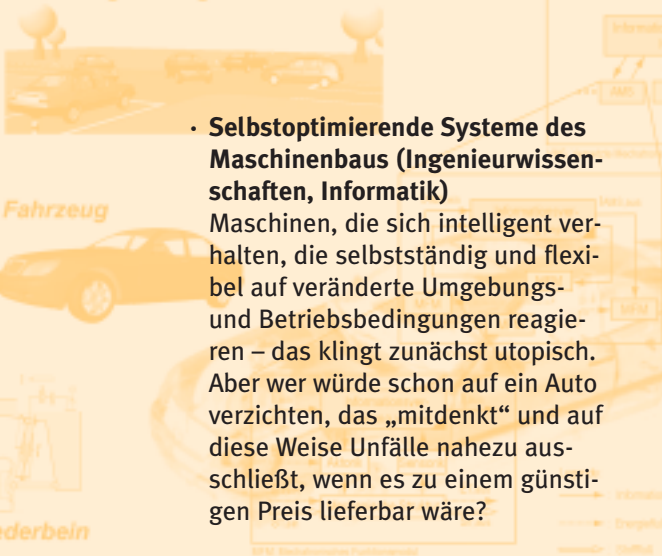 · Selbstoptimierende Systeme des
Maschinenbaus (Ingenieurwissen-
schaften, Informatik)
Maschinen, die sich intelligent ver-
halten, die selbstständig und flexi-
bel auf veränderte Umgebungs-
und Betriebsbedingungen reagie-
ren – das klingt zunächst utopisch.
Aber wer würde schon auf ein Auto
verzichten, das „mitdenkt“ und auf
diese Weise Unfälle nahezu aus-
schließt, wenn es zu einem günsti-
gen Preis lieferbar wäre?
Fahrzeug
ederbein